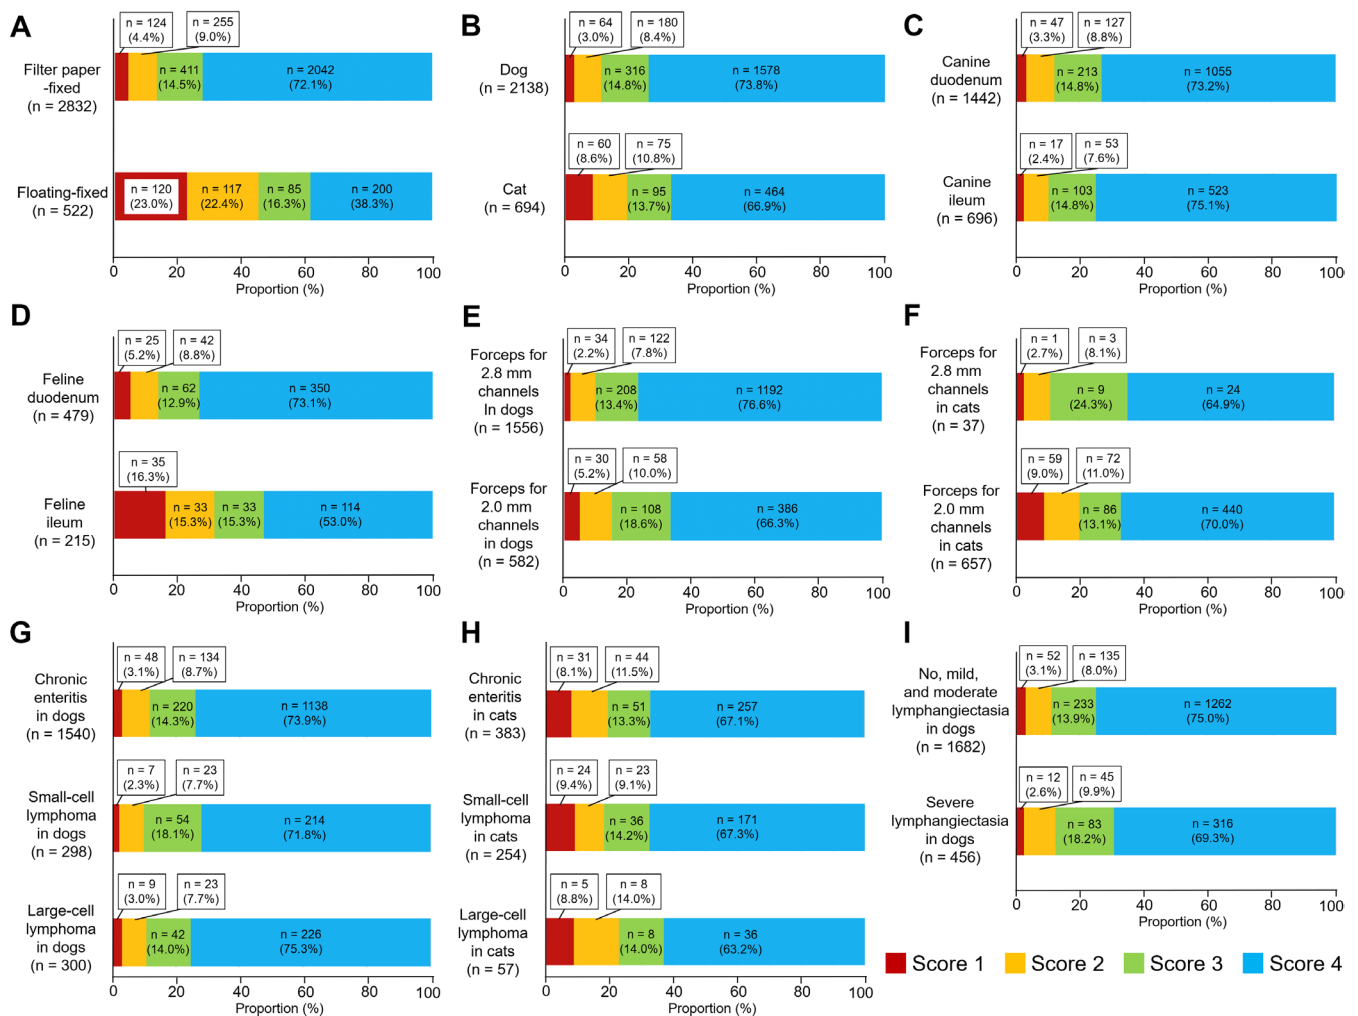 A
n = 124
(4.4%)
n = 255
(9.0%)
Filter paper
-fixed
(n = 2832)
n = 411
(14.5%)
n = 2042
(72.1%)
Floating-fixed
(n = 522)
n = 120
(23.0%)
n = 117
(22.4%)
n = 85
(16.3%)
n = 200
(38.3%)
0 20 40 60 80 100
Proportion (%)
B
n = 64
(3.0%)
n = 180
(8.4%)
Dog
(n = 2138)
n = 316
(14.8%)
n = 1578
(73.8%)
n = 60
(8.6%)
n = 75
(10.8%)
Cat
(n = 694)
n = 95
(13.7%)
n = 464
(66.9%)
0 20 40 60 80 100
Proportion (%)
C
n = 47
(3.3%)
n = 127
(8.8%)
Canine
duodenum
(n = 1442)
n = 213
(14.8%)
n = 1055
(73.2%)
n = 17
(2.4%)
n = 53
(7.6%)
Canine
ileum
(n = 696)
n = 103
(14.8%)
n = 523
(75.1%)
0 20 40 60 80 100
Proportion (%)
D
n = 25
(5.2%)
n = 42
(8.8%)
Feline
duodenum
(n = 479)
n = 62
(12.9%)
n = 350
(73.1%)
n = 35
(16.3%)
Feline
ileum
(n = 215)
n = 33
(15.3%)
n = 33
(15.3%)
n = 114
(53.0%)
0 20 40 60 80 100
Proportion (%)
E
n = 34
(2.2%)
n = 122
(7.8%)
Forceps for
2.8 mm
channels
In dogs
(n = 1556)
n = 208
(13.4%)
n = 1192
(76.6%)
n = 30
(5.2%)
n = 58
(10.0%)
Forceps for
2.0 mm
channels
in dogs
(n = 582)
n = 108
(18.6%)
n = 386
(66.3%)
0 20 40 60 80 100
Proportion (%)
F
n = 1
(2.7%)
n = 3
(8.1%)
Forceps for
2.8 mm
channels
in cats
(n = 37)
n = 9
(24.3%)
n = 24
(64.9%)
n = 59
(9.0%)
n = 72
(11.0%)
Forceps for
2.0 mm
channels
in cats
(n = 657)
n = 86
(13.1%)
n = 440
(70.0%)
0 20 40 60 80 100
Proportion (%)
G
n = 48
(3.1%)
n = 134
(8.7%)
Chronic
enteritis
in dogs
(n = 1540)
n = 220
(14.3%)
n = 1138
(73.9%)
n = 7
(2.3%)
n = 23
(7.7%)
Small-cell
lymphoma
in dogs
(n = 298)
n = 54
(18.1%)
n = 214
(71.8%)
n = 9
(3.0%)
n = 23
(7.7%)
Large-cell
lymphoma
in dogs
(n = 300)
n = 42
(14.0%)
n = 226
(75.3%)
0 20 40 60 80 100
Proportion (%)
H
n = 31
(8.1%)
n = 44
(11.5%)
Chronic
enteritis
in cats
(n = 383)
n = 51
(13.3%)
n = 257
(67.1%)
n = 24
(9.4%)
n = 23
(9.1%)
Small-cell
lymphoma
in cats
(n = 254)
n = 36
(14.2%)
n = 171
(67.3%)
n = 5
(8.8%)
n = 8
(14.0%)
Large-cell
lymphoma
in cats
(n = 57)
n = 8
(14.0%)
n = 36
(63.2%)
0 20 40 60 80 100
Proportion (%)
I
n = 52
(3.1%)
n = 135
(8.0%)
No, mild,
and moderate
lymphangiectasia
in dogs
(n = 1682)
n = 233
(13.9%)
n = 1262
(75.0%)
n = 12
(2.6%)
n = 45
(9.9%)
Severe
lymphangiectasia
in dogs
(n = 456)
n = 83
(18.2%)
n = 316
(69.3%)
0 20 40 60 80 100
Proportion (%)
Score 1 Score 2 Score 3 Score 4